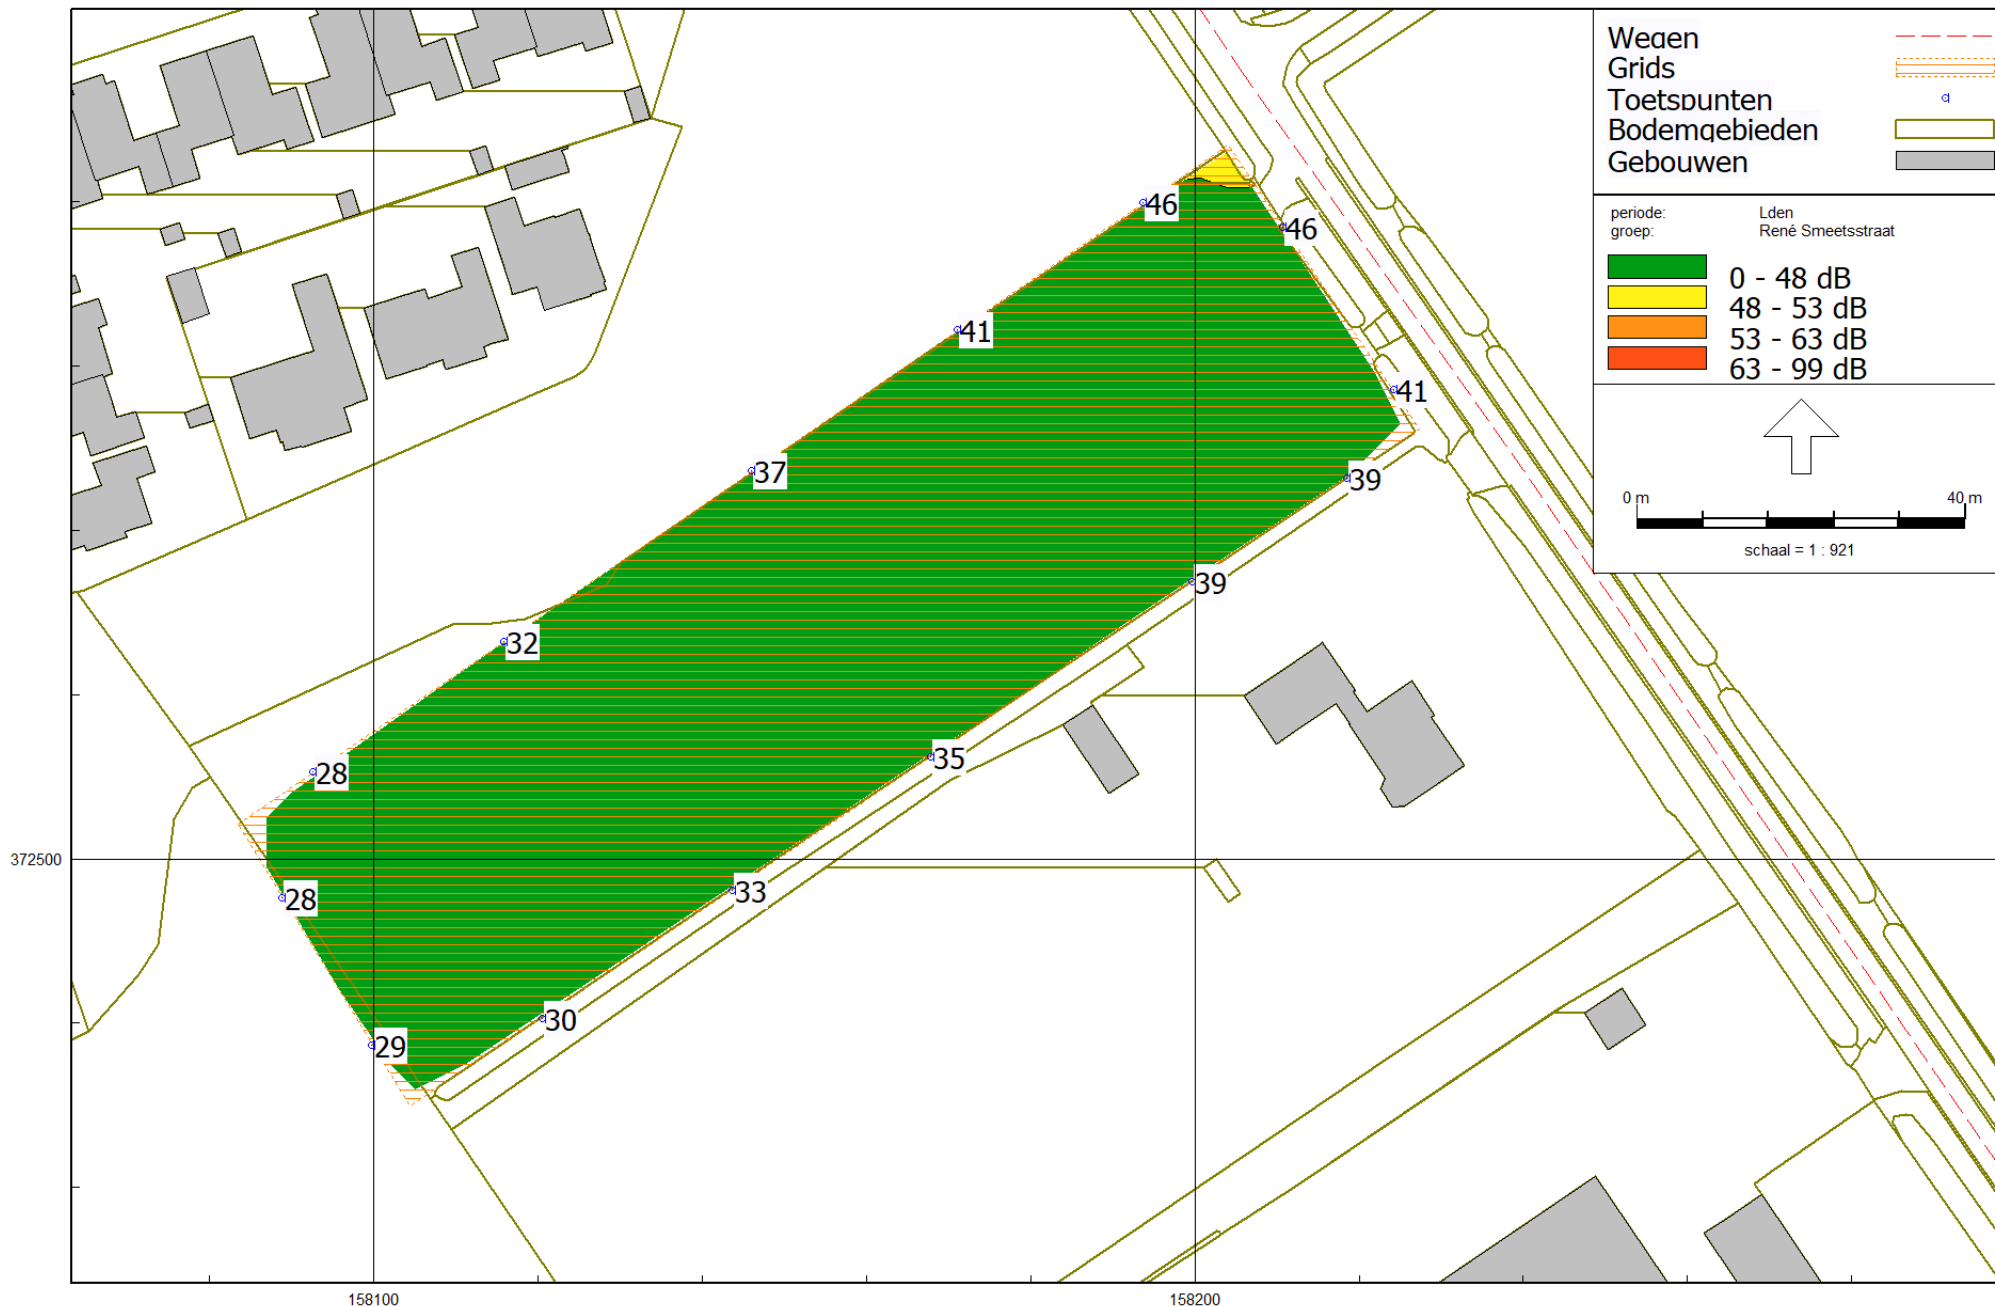 Wegen
Grids
Toetspunten
Bodemgebieden
Gebouwen
periode: Lden
groep: René Smeetsstraat
0 - 48 dB
48 - 53 dB
53 - 63 dB
63 - 99 dB
0 m 40 m
schaal = 1 : 921
46
46
41
41
37
39
39
32
35
28
28
33
30
29
372500
158100 158200